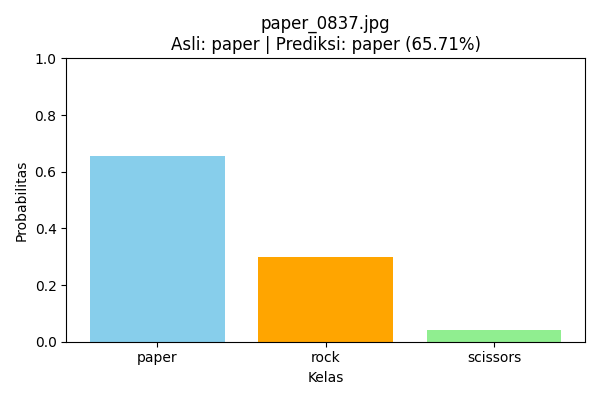 paper_0837.jpg
Asli: paper | Prediksi: paper (65.71%)
1.0
0.8
0.6
0.4
0.2
0.0
Probabilitas
paper rock scissors
Kelas